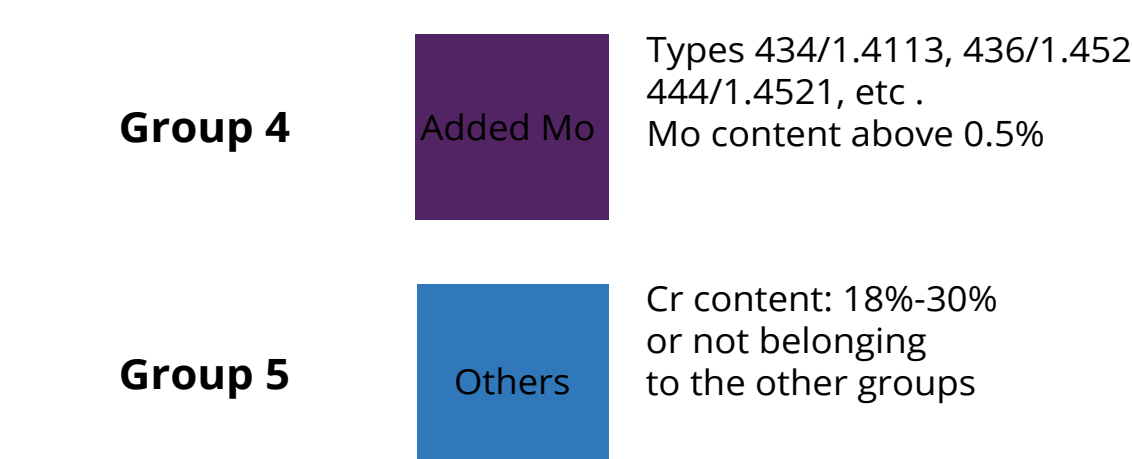 Group 4
Added Mo
Types 434/1.4113, 436/1.452
444/1.4521, etc .
Mo content above 0.5%
Group 5
Others
Cr content: 18%-30%
or not belonging
to the other groups